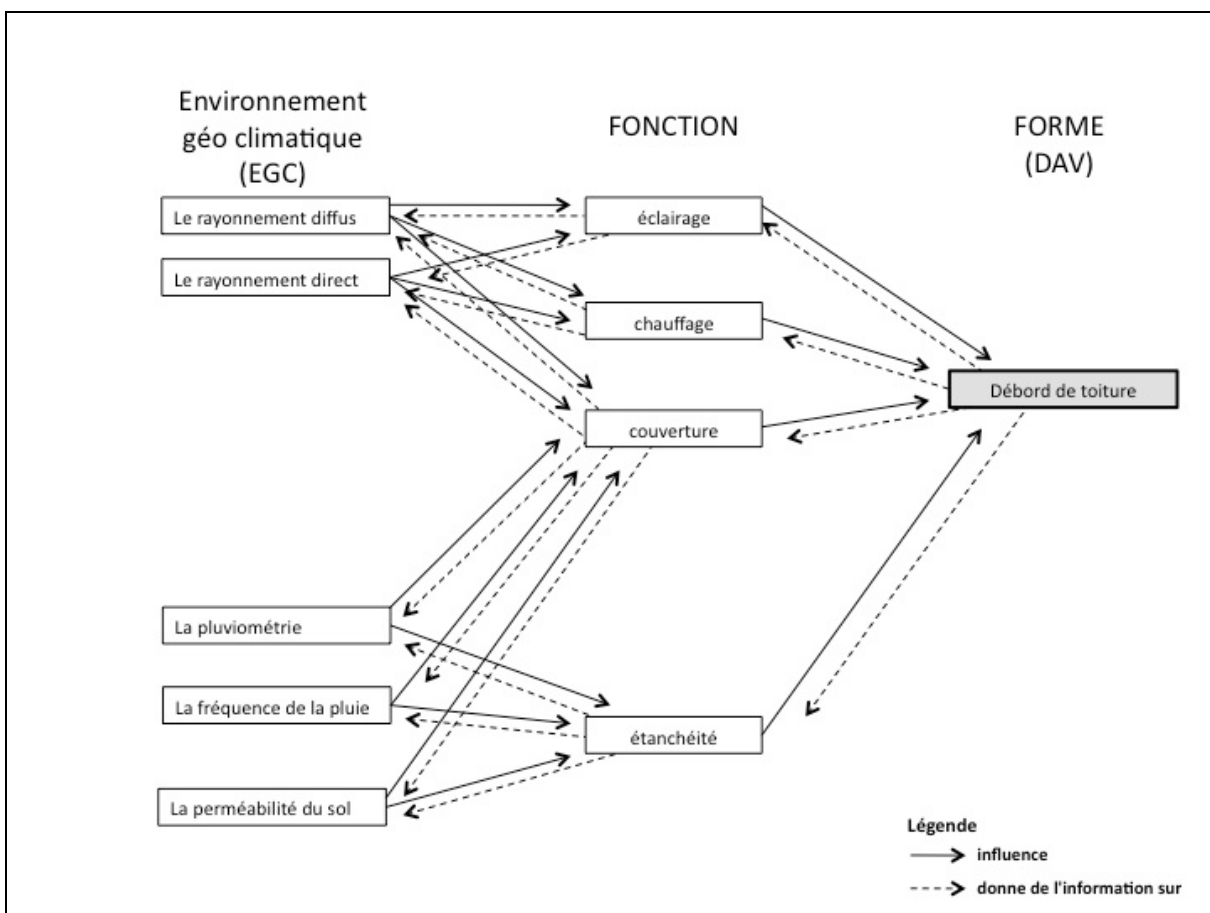 Environnement
géo climatique
(EGC)
FONCTION
FORME
(DAV)
Le rayonnement diffus
éclairage
Le rayonnement direct
chauffage
Débord de toiture
couverture
La pluviométrie
La fréquence de la pluie
étanchéité
La perméabilité du sol
Légende
influence
donne de l'information sur